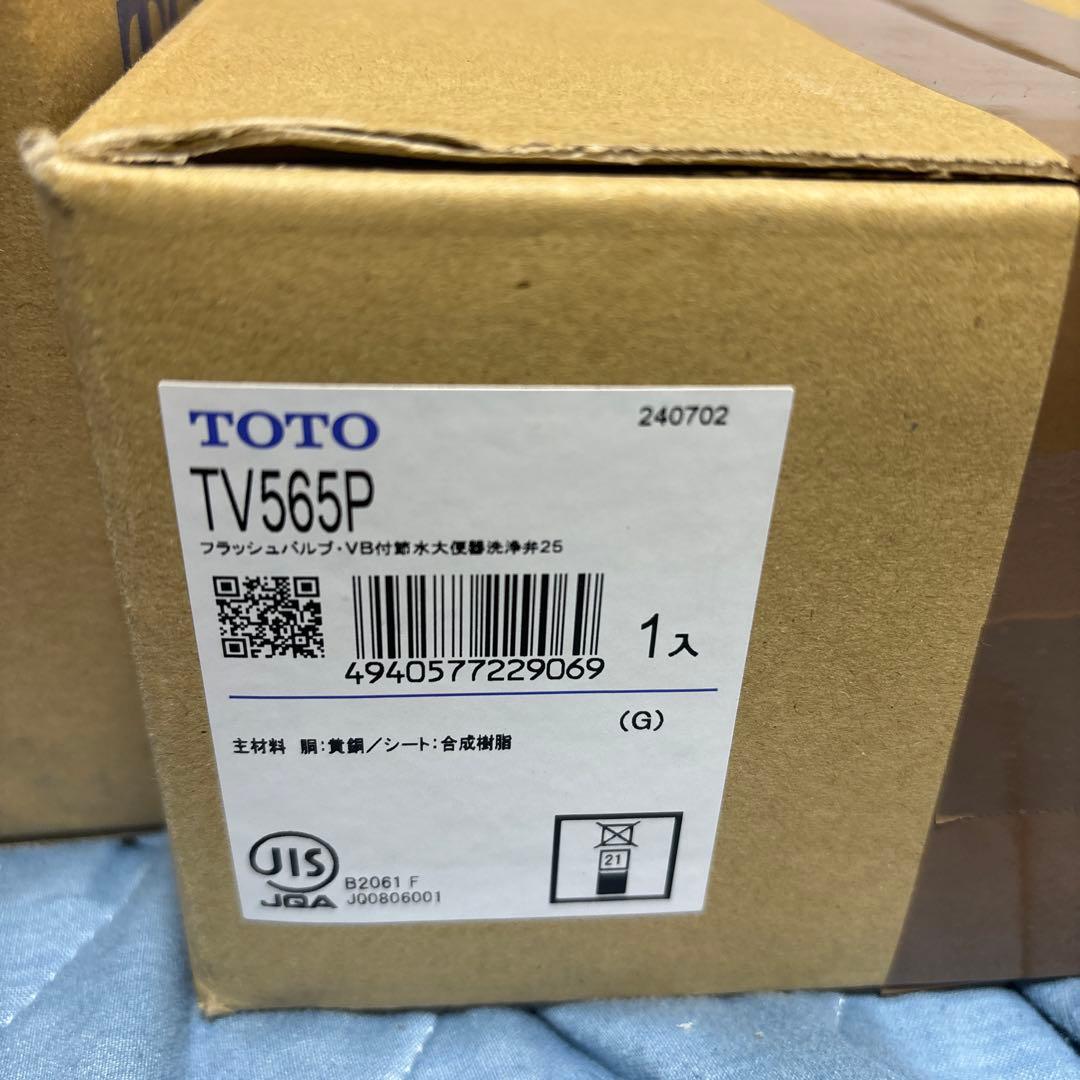 TOTO
240702
TV565P
フラッシュバルブ・VB付節水大便器洗浄弁25
4940577229069
1入
(G)
主材料 胴:黄銅/シート:合成樹脂
JIS
JQA
B2061 F
JQ0806001
21